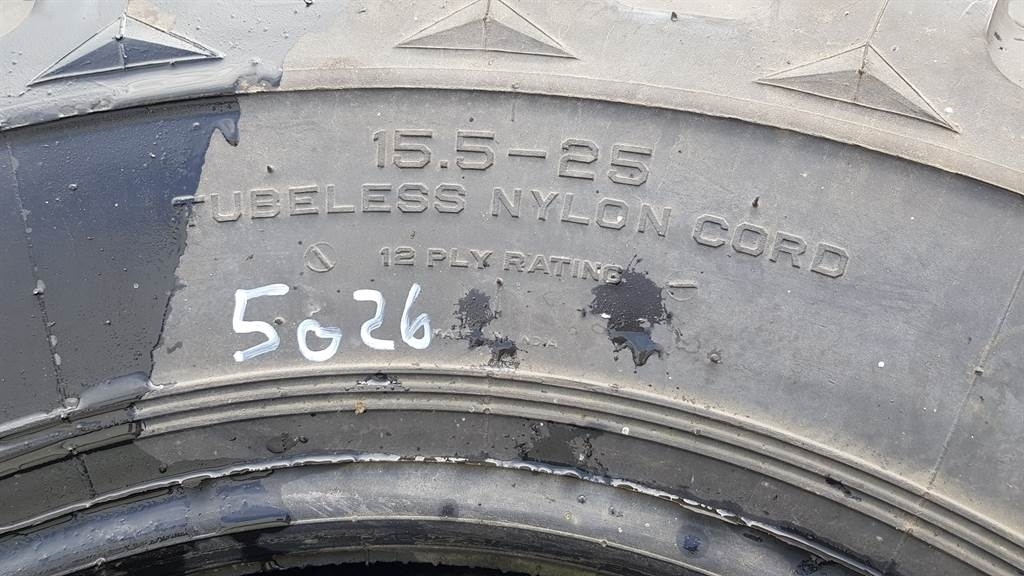 15.5-25
TUBELESS NYLON CORD
12 PLY RATING
5026